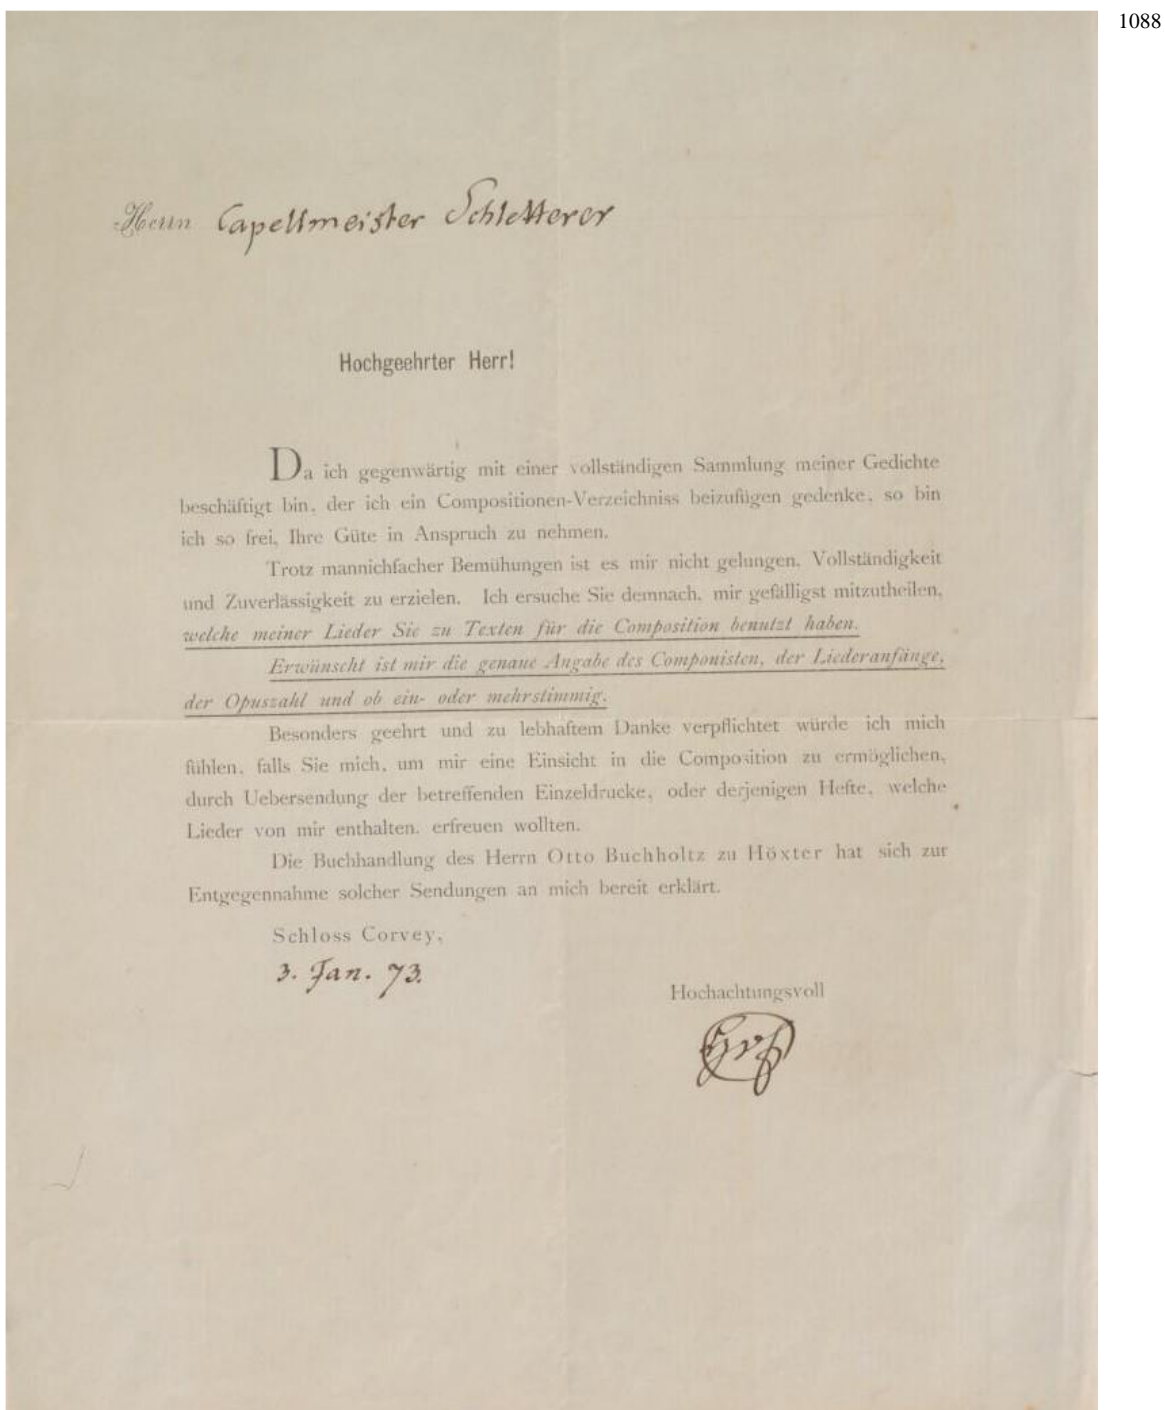 1088
Herrn Capellmeister Schletterer
Hochgeehrter Herr!
Da ich gegenwärtig mit einer vollständigen Sammlung meiner Gedichte
beschäftigt bin, der ich ein Compositionen-Verzeichniss beizufügen gedenke, so bin
ich so frei, Ihre Güte in Anspruch zu nehmen.
Trotz mannichfacher Bemühungen ist es mir nicht gelungen, Vollständigkeit
und Zuverlässigkeit zu erzielen. Ich ersuche Sie demnach, mir gefälligst mitzutheilen,
welche meiner Lieder Sie zu Texten für die Composition benutzt haben.
Erwünscht ist mir die genaue Angabe des Componisten, der Liederanfänge,
der Opuszahl und ob ein- oder mehrstimmig.
Besonders geehrt und zu lebhaftem Danke verpflichtet würde ich mich
fühlen, falls Sie mich, um mir eine Einsicht in die Composition zu ermöglichen,
durch Uebersendung der betreffenden Einzeldrucke, oder derjenigen Hefte, welche
Lieder von mir enthalten, erfreuen wollten.
Die Buchhandlung des Herrn Otto Buchholtz zu Höxter hat sich zur
Entgegennahme solcher Sendungen an mich bereit erklärt.
Schloss Corvey,
3. Jan. 73.
Hochachtungsvoll